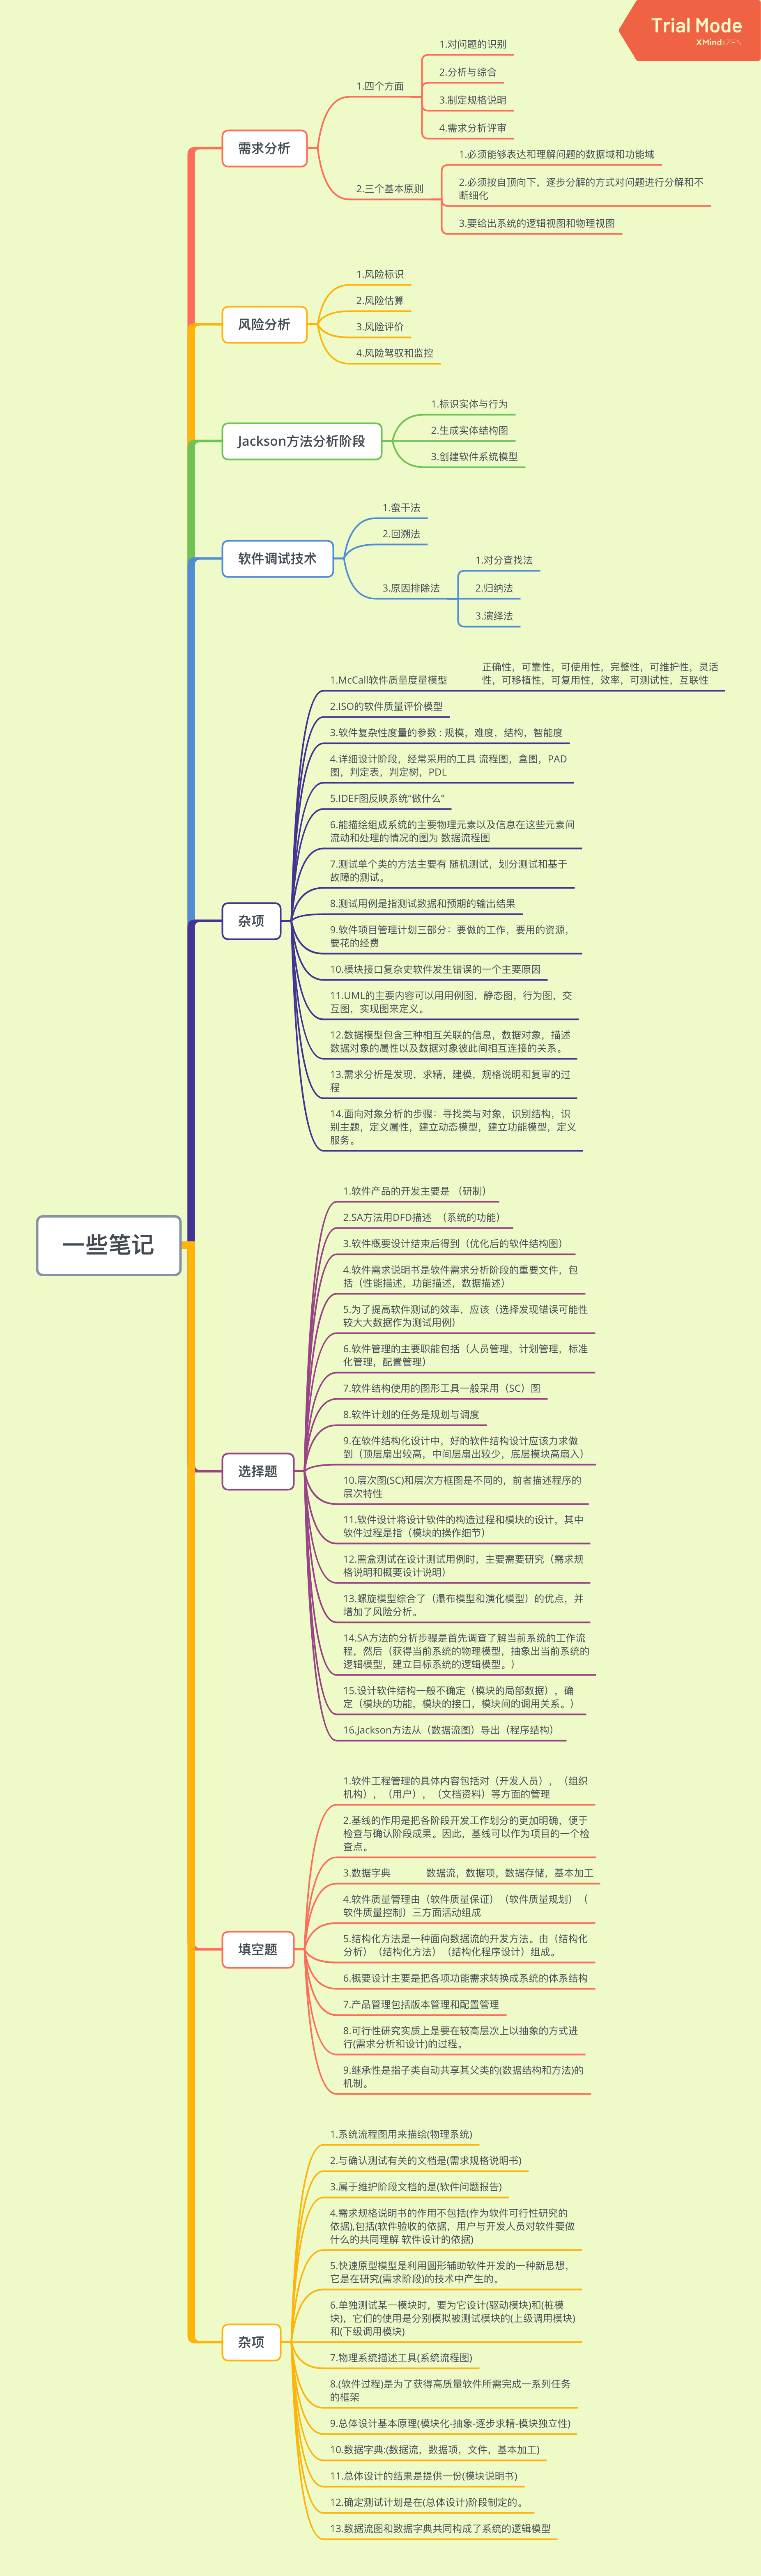 Trial Mode
XMind:ZEN
一些笔记
需求分析
1.四个方面
1.对问题的识别
2.分析与综合
3.制定规格说明
4.需求分析评审
2.三个基本原则
1.必须能够表达和理解问题的数据域和功能域
2.必须按自顶向下，逐步分解的方式对问题进行分解和不
断细化
3.要给出系统的逻辑视图和物理视图
风险分析
1.风险标识
2.风险估算
3.风险评价
4.风险驾驭和监控
Jackson方法分析阶段
1.标识实体与行为
2.生成实体结构图
3.创建软件系统模型
软件调试技术
1.蛮干法
2.回溯法
3.原因排除法
1.对分查找法
2.归纳法
3.演绎法
杂项
1.McCall软件质量度量模型
正确性，可靠性，可使用性，完整性，可维护性，灵活
性，可移植性，可复用性，效率，可测试性，互联性
2.ISO的软件质量评价模型
3.软件复杂性度量的参数 : 规模，难度，结构，智能度
4.详细设计阶段，经常采用的工具 流程图，盒图，PAD
图，判定表，判定树，PDL
5.IDEF图反映系统“做什么”
6.能描绘组成系统的主要物理元素以及信息在这些元素间
流动和处理的情况的图为 数据流程图
7.测试单个类的方法主要有 随机测试，划分测试和基于
故障的测试。
8.测试用例是指测试数据和预期的输出结果
9.软件项目管理计划三部分：要做的工作，要用的资源，
要花的经费
10.模块接口复杂史软件发生错误的一个主要原因
11.UML的主要内容可以用用例图，静态图，行为图，交
互图，实现图来定义。
12.数据模型包含三种相互关联的信息，数据对象，描述
数据对象的属性以及数据对象彼此间相互连接的关系。
13.需求分析是发现，求精，建模，规格说明和复审的过
程
14.面向对象分析的步骤：寻找类与对象，识别结构，识
别主题，定义属性，建立动态模型，建立功能模型，定义
服务。
选择题
1.软件产品的开发主要是 （研制）
2.SA方法用DFD描述 （系统的功能）
3.软件概要设计结束后得到（优化后的软件结构图）
4.软件需求说明书是软件需求分析阶段的重要文件，包
括（性能描述，功能描述，数据描述）
5.为了提高软件测试的效率，应该（选择发现错误可能性
较大大数据作为测试用例）
6.软件管理的主要职能包括（人员管理，计划管理，标准
化管理，配置管理）
7.软件结构使用的图形工具一般采用（SC）图
8.软件计划的任务是规划与调度
9.在软件结构化设计中，好的软件结构设计应该力求做
到（顶层扇出较高，中间层扇出较少，底层模块高扇入）
10.层次图(SC)和层次方框图是不同的，前者描述程序的
层次特性
11.软件设计将设计软件的构造过程和模块的设计，其中
软件过程是指（模块的操作细节）
12.黑盒测试在设计测试用例时，主要需要研究（需求规
格说明和概要设计说明）
13.螺旋模型综合了（瀑布模型和演化模型）的优点，并
增加了风险分析。
14.SA方法的分析步骤是首先调查了解当前系统的工作流
程，然后（获得当前系统的物理模型，抽象出当前系统的
逻辑模型，建立目标系统的逻辑模型。）
15.设计软件结构一般不确定（模块的局部数据），确
定（模块的功能，模块的接口，模块间的调用关系。）
16.Jackson方法从（数据流图）导出（程序结构）
填空题
1.软件工程管理的具体内容包括对（开发人员），（组织
机构），（用户），（文档资料）等方面的管理
2.基线的作用是把各阶段开发工作划分的更加明确，便于
检查与确认阶段成果。因此，基线可以作为项目的一个检
查点。
3.数据字典 数据流，数据项，数据存储，基本加工
4.软件质量管理由（软件质量保证）（软件质量规划）（
软件质量控制）三方面活动组成
5.结构化方法是一种面向数据流的开发方法。由（结构化
分析）（结构化方法）（结构化程序设计）组成。
6.概要设计主要是把各项功能需求转换成系统的体系结构
7.产品管理包括版本管理和配置管理
8.可行性研究实质上是要在较高层次上以抽象的方式进
行(需求分析和设计)的过程。
9.继承性是指子类自动共享其父类的(数据结构和方法)的
机制。
杂项
1.系统流程图用来描绘(物理系统)
2.与确认测试有关的文档是(需求规格说明书)
3.属于维护阶段文档的是(软件问题报告)
4.需求规格说明书的作用不包括(作为软件可行性研究的
依据),包括(软件验收的依据，用户与开发人员对软件要做
什么的共同理解 软件设计的依据)
5.快速原型模型是利用圆形辅助软件开发的一种新思想，
它是在研究(需求阶段)的技术中产生的。
6.单独测试某一模块时，要为它设计(驱动模块)和(桩模
块)，它们的使用是分别模拟被测试模块的(上级调用模块)
和(下级调用模块)
7.物理系统描述工具(系统流程图)
8.(软件过程)是为了获得高质量软件所需完成一系列任务
的框架
9.总体设计基本原理(模块化-抽象-逐步求精-模块独立性)
10.数据字典:(数据流，数据项，文件，基本加工)
11.总体设计的结果是提供一份(模块说明书)
12.确定测试计划是在(总体设计)阶段制定的。
13.数据流图和数据字典共同构成了系统的逻辑模型